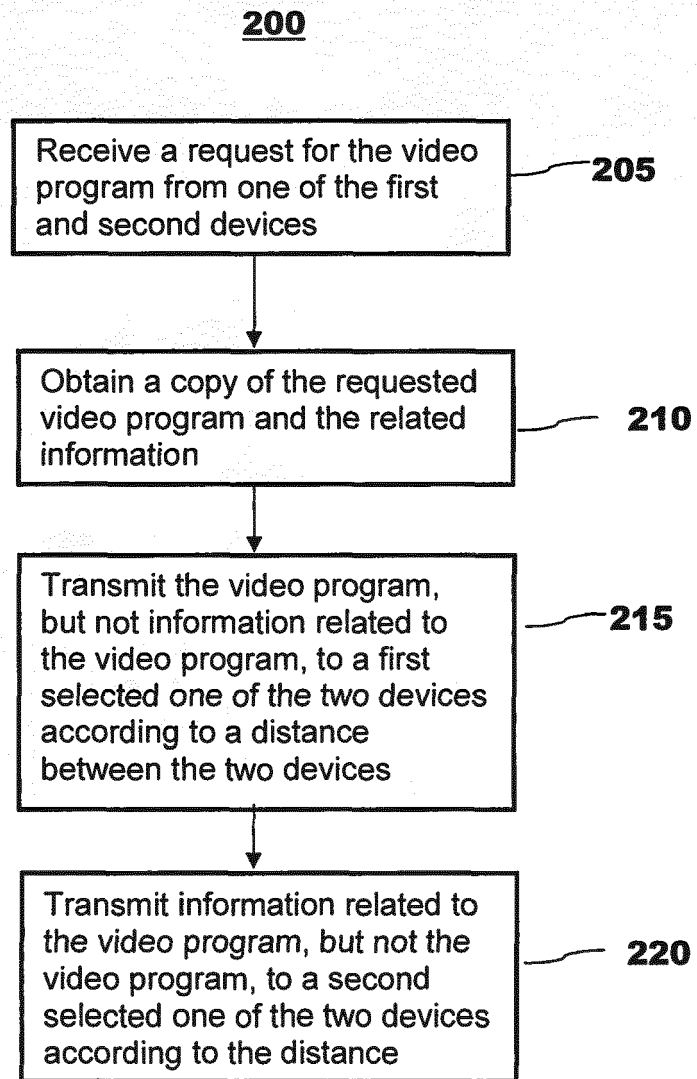 200
Receive a request for the video
program from one of the first
and second devices
205
Obtain a copy of the requested
video program and the related
information
210
Transmit the video program,
but not information related to
the video program, to a first
selected one of the two devices
according to a distance
between the two devices
215
Transmit information related to
the video program, but not the
video program, to a second
selected one of the two devices
according to the distance
220